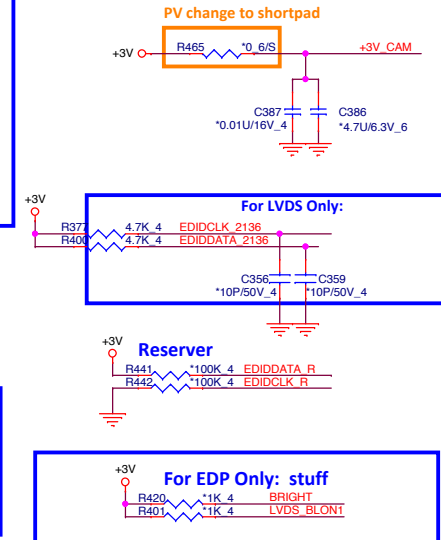 PV change to shortpad
+3V R465 *0_6/S +3V_CAM
C387 C386
*0.01U/16V_4 *4.7U/6.3V_6
+3V
For LVDS Only:
R377 4.7K_4 EDIDCLK_2136
R400 4.7K_4 EDIDDATA_2136
C356 C359
*10P/50V_4 *10P/50V_4
+3V
Reserver
R441 *100K_4 EDIDDATA_R
R442 *100K_4 EDIDCLK_R
+3V
For EDP Only: stuff
R420 *1K_4 BRIGHT
R401 *1K_4 LVDS_BLON1